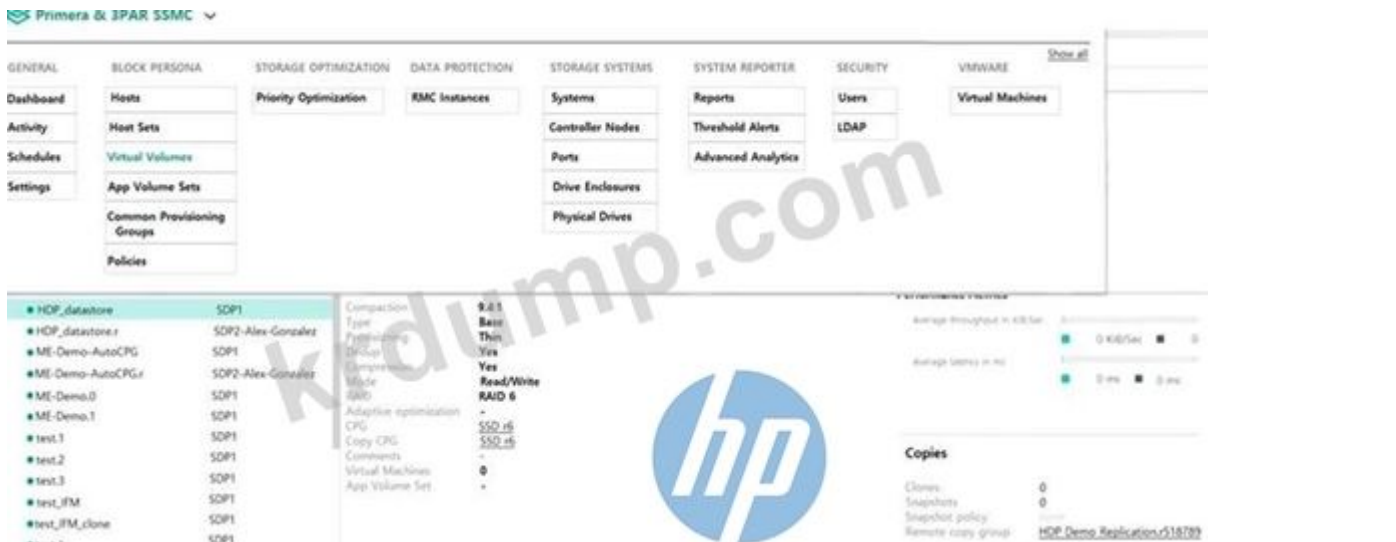 Primera & 3PAR SSMC
Show all
GENERAL
Dashboard
Activity
Schedules
Settings
BLOCK PERSONA
Hosts
Host Sets
Virtual Volumes
App Volume Sets
Common Provisioning
Groups
Policies
STORAGE OPTIMIZATION
Priority Optimization
DATA PROTECTION
RMC Instances
STORAGE SYSTEMS
Systems
Controller Nodes
Ports
Drive Enclosures
Physical Drives
SYSTEM REPORTER
Reports
Threshold Alerts
Advanced Analytics
SECURITY
Users
LDAP
VMWARE
Virtual Machines
HDP_datastore SDP1
HDP_datastore.r SDP2-Alex-Gonzalez
ME-Demo-AutoCPG SDP1
ME-Demo-AutoCPG.r SDP2-Alex-Gonzalez
ME-Demo.0 SDP1
ME-Demo.1 SDP1
test.1 SDP1
test.2 SDP1
test.3 SDP1
test_IFM SDP1
test_IFM_clone SDP1
SDP1
Compaction 9.4:1
Type Base
Provisioning Thin
Dedup Yes
Compression Yes
Mode Read/Write
RAID RAID 6
Adaptive optimization -
CPG SSD r6
Copy CPG SSD r6
Comments -
Virtual Machines 0
App Volume Set -
hp
Performance Metrics
Average throughput in KiB/Sec
0 KiB/Sec 0
Average latency in ms
0 ms 0 ms
Copies
Clones 0
Snapshots 0
Snapshot policy
Remote copy group HDP Demo Replication.r518789
krdump.com